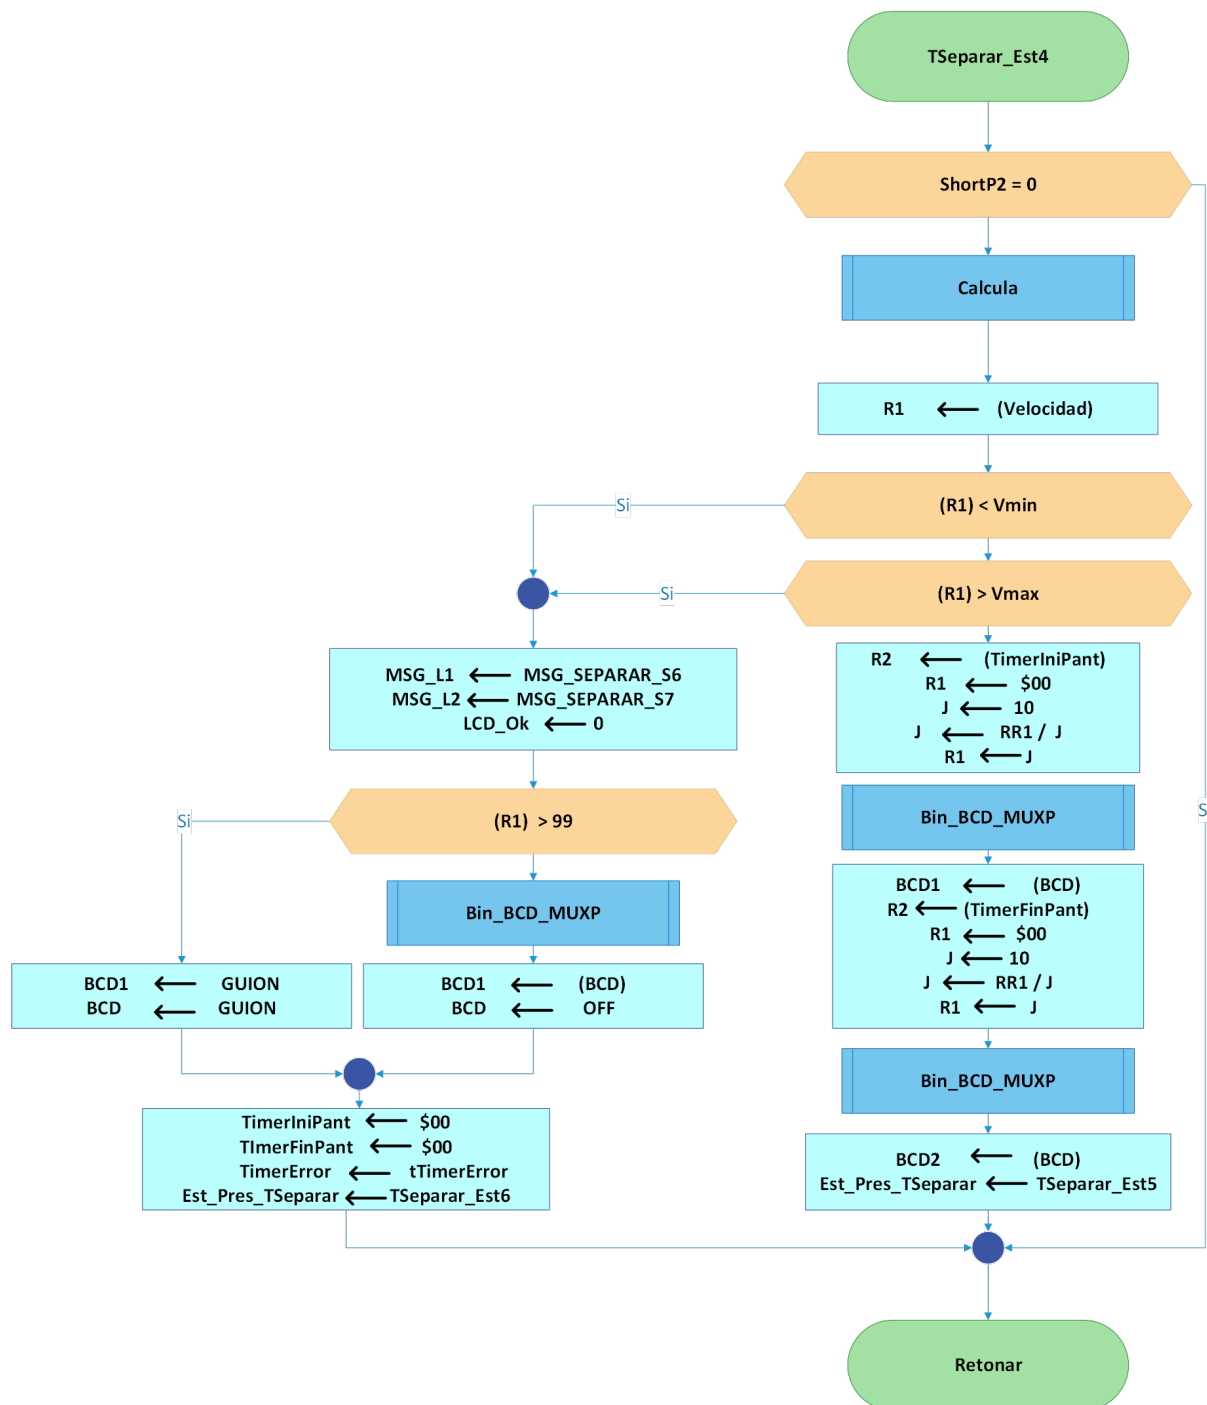 TSeparar_Est4
ShortP2 = 0
Calcula
R1 ← (Velocidad)
(R1) < Vmin
Si
(R1) > Vmax
Si
R2 ← (TimerIniPant)
R1 ← $00
J ← 10
J ← RR1 / J
R1 ← J
MSG_L1 ← MSG_SEPARAR_S6
MSG_L2 ← MSG_SEPARAR_S7
LCD_Ok ← 0
(R1) > 99
Si
Bin_BCD_MUXP
BCD1 ← GUION
BCD ← GUION
BCD1 ← (BCD)
BCD ← OFF
TimerIniPant ← $00
TImerFinPant ← $00
TimerError ← tTimerError
Est_Pres_TSeparar ← TSeparar_Est6
Bin_BCD_MUXP
S
BCD1 ← (BCD)
R2 ← (TimerFinPant)
R1 ← $00
J ← 10
J ← RR1 / J
R1 ← J
Bin_BCD_MUXP
BCD2 ← (BCD)
Est_Pres_TSeparar ← TSeparar_Est5
Retonar